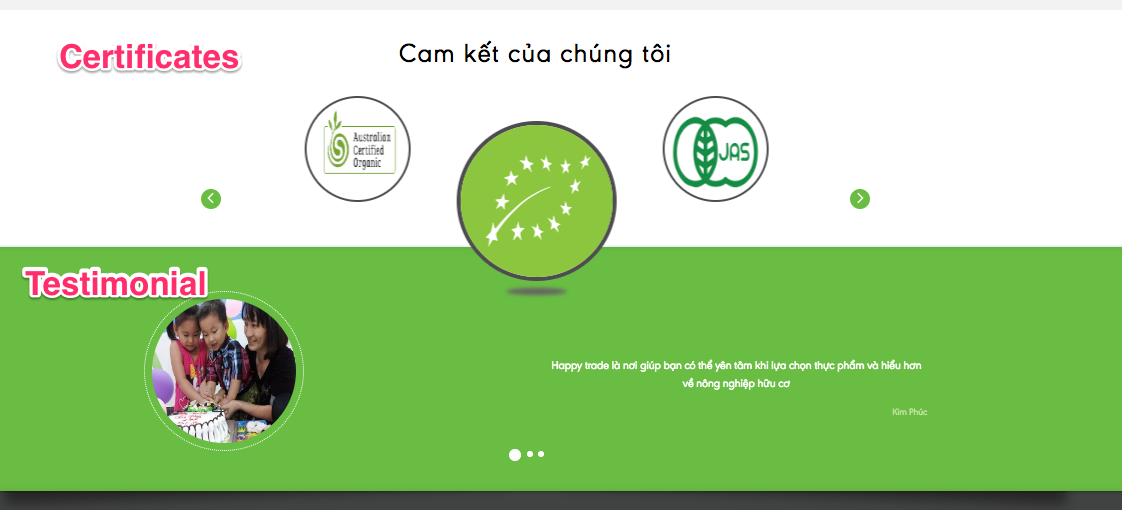 Certificates
Cam kết của chúng tôi
Australian
Certified
Organic
JAS
Testimonial
Happy trade là nơi giúp bạn có thể yên tâm khi lựa chọn thực phẩm và hiểu hơn
về nông nghiệp hữu cơ
Kim Phúc